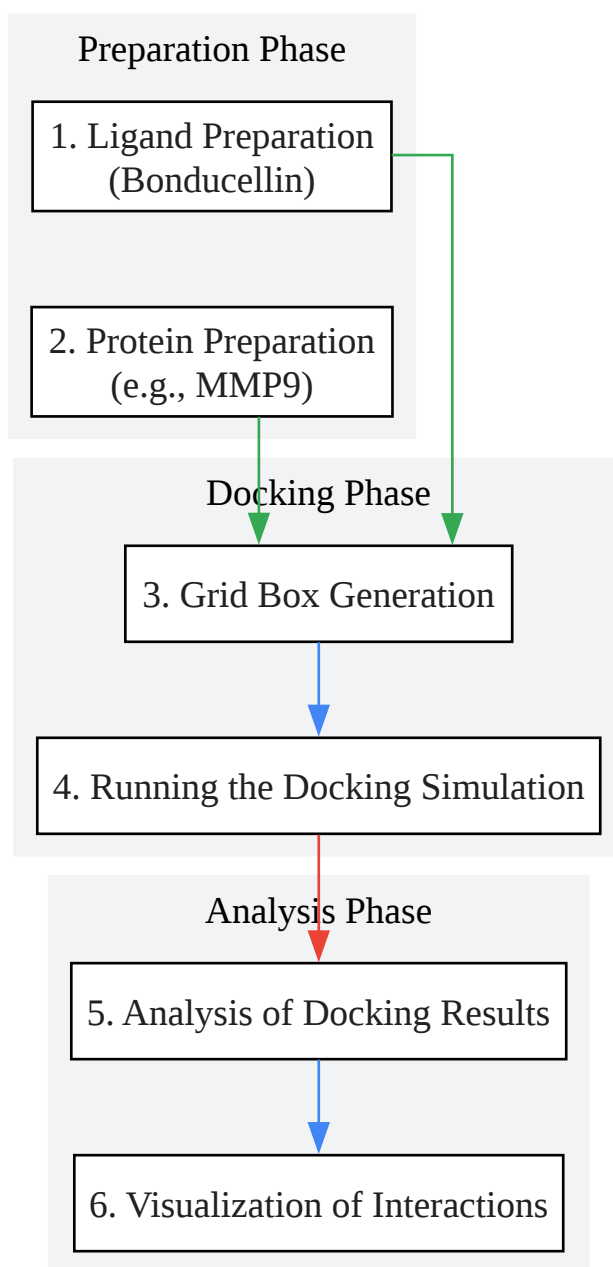 Preparation Phase
1. Ligand Preparation
(Bonducellin)
2. Protein Preparation
(e.g., MMP9)
Docking Phase
3. Grid Box Generation
4. Running the Docking Simulation
Analysis Phase
5. Analysis of Docking Results
6. Visualization of Interactions